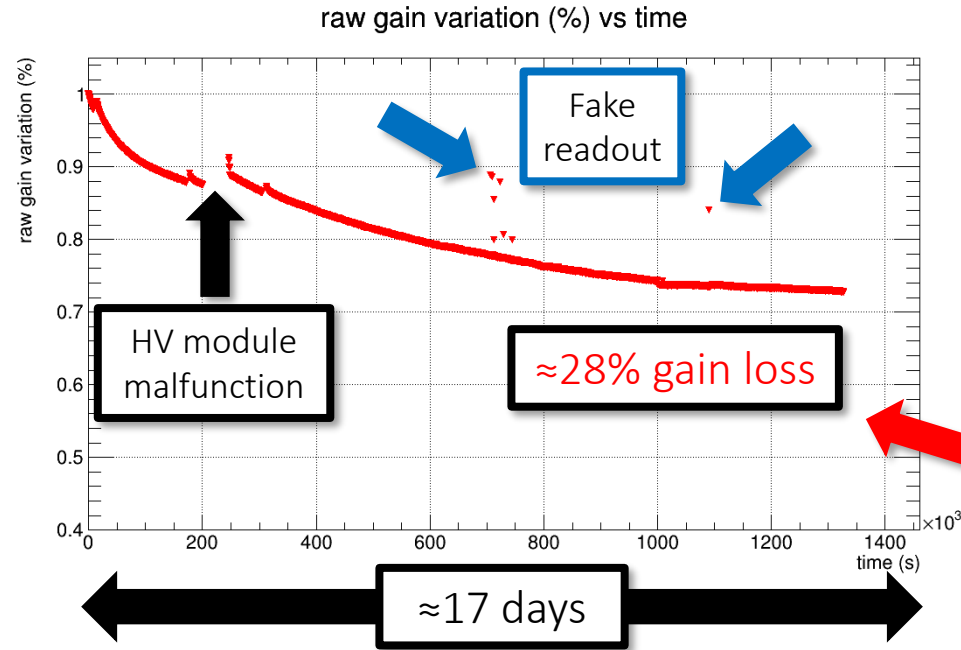 raw gain variation (%) vs time
raw gain variation (%)
1
0.9
0.8
0.7
0.6
0.5
0.4
Fake
readout
HV module
malfunction
≈28% gain loss
0 200 400 600 800 1000 1200 1400
×10³
time (s)
≈17 days